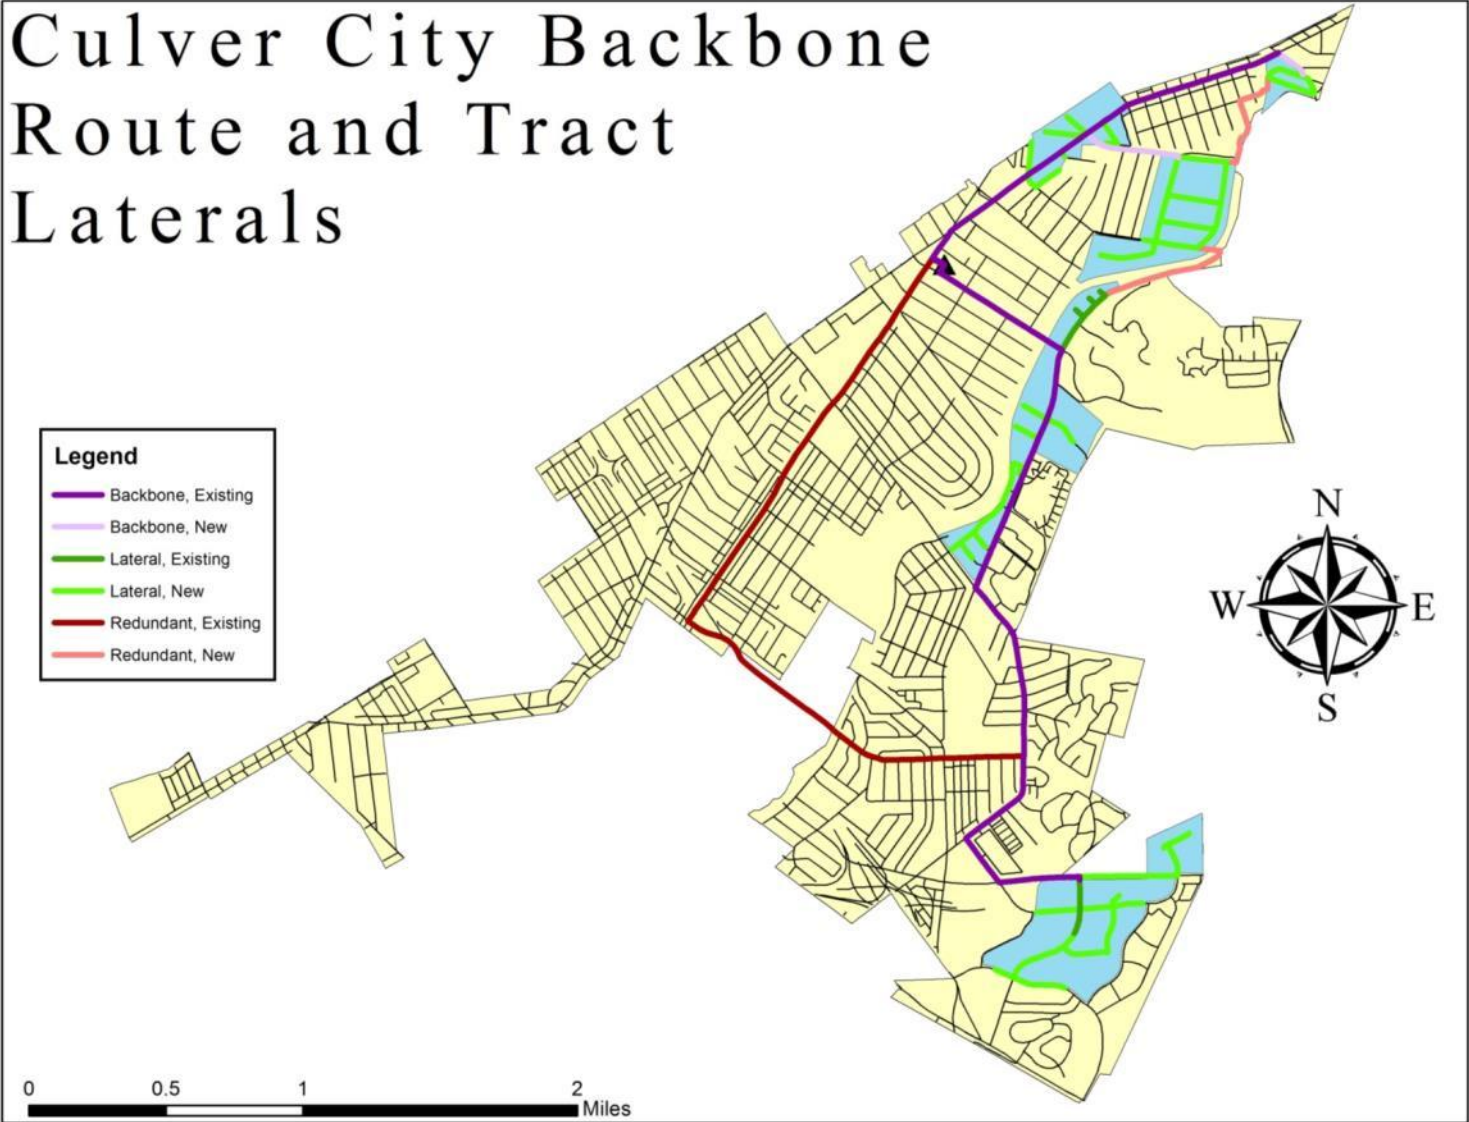 Culver City Backbone
Route and Tract
Laterals
Legend
Backbone, Existing
Backbone, New
Lateral, Existing
Lateral, New
Redundant, Existing
Redundant, New
N
W E
S
0 0.5 1 2
Miles